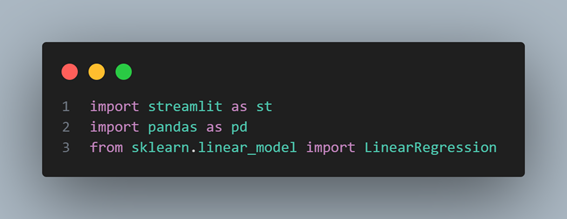 1 import streamlit as st
2 import pandas as pd
3 from sklearn.linear_model import LinearRegression